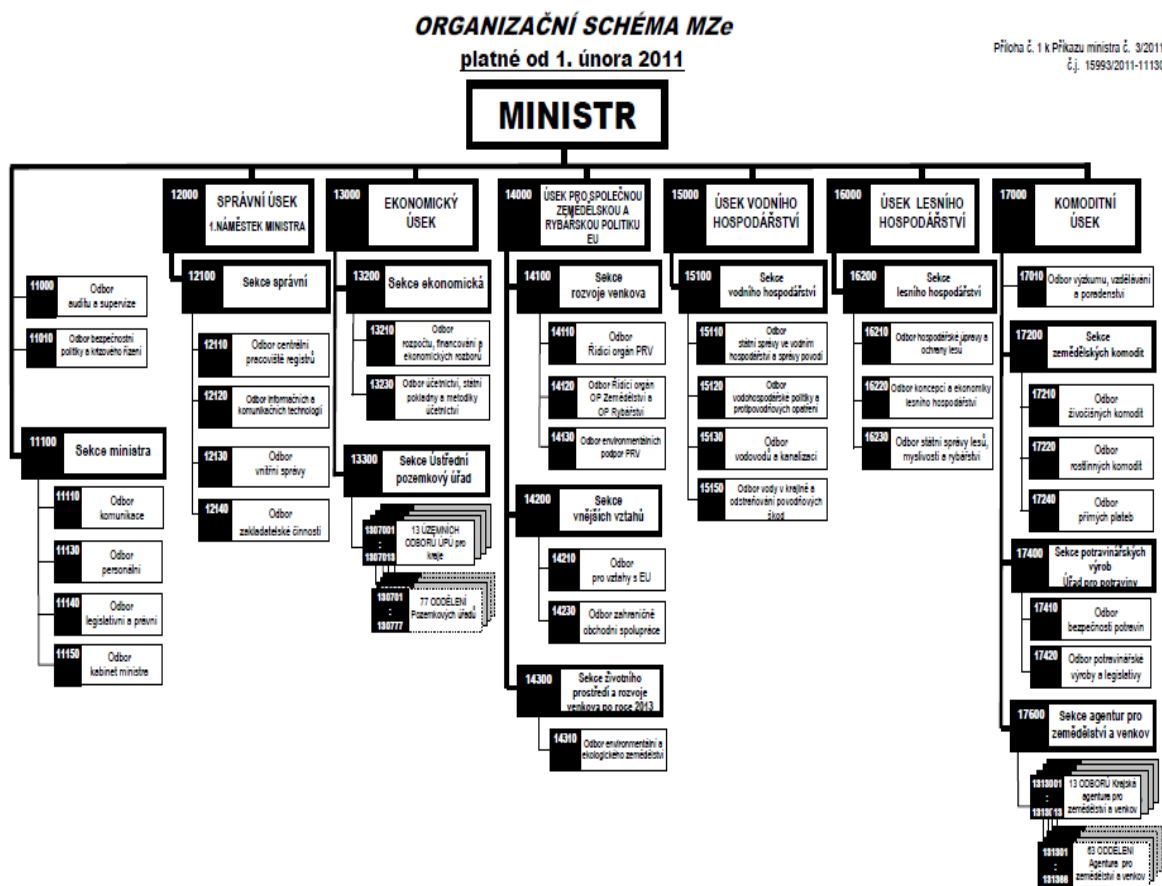 ORGANIZAČNÍ SCHÉMA MZe
platné od 1. února 2011
Příloha č. 1 k Příkazu ministra č. 3/2011
č.j. 15993/2011-11130
MINISTR
12000
SPRÁVNÍ ÚSEK
1.NÁMĚSTEK MINISTRA
13000
EKONOMICKÝ
ÚSEK
14000
ÚSEK PRO SPOLEČNOU
ZEMĚDĚLSKOU A
RYBÁŘSKOU POLITIKU
EU
15000
ÚSEK VODNÍHO
HOSPODÁŘSTVÍ
16000
ÚSEK LESNÍHO
HOSPODÁŘSTVÍ
17000
KOMODITNÍ
ÚSEK
11000
Odbor
auditu a supervize
11010
Odbor bezpečnostní
politiky a krizového řízení
11100
Sekce ministra
11110
Odbor
komunikace
11130
Odbor
personální
11140
Odbor
legislativní a právní
11150
Odbor
kabinet ministra
12100
Sekce správní
12110
Odbor centrální
pracoviště registrů
12120
Odbor informačních a
komunikačních technologií
12130
Odbor
vnitřní správy
12140
Odbor
zakladatelské činnosti
13200
Sekce ekonomická
13210
Odbor
rozpočtu, financování a
ekonomických rozborů
13230
Odbor účetnictví, státní
pokladny a metodiky
účetnictví
13300
Sekce Ústřední
pozemkový úřad
1307001
:
1307013
13 ÚZEMNÍCH
ODBORŮ ÚPÚ pro
kraje
130701
:
130777
77 ODDĚLENÍ
Pozemkových úřadů
14100
Sekce
rozvoje venkova
14110
Odbor
Řídicí orgán PRV
14120
Odbor Řídicí orgán
OP Zemědělství a
OP Rybářství
14130
Odbor environmentálních
podpor PRV
14200
Sekce
vnějších vztahů
14210
Odbor
pro vztahy s EU
14230
Odbor zahraničně
obchodní spolupráce
14300
Sekce životního
prostředí a rozvoje
venkova po roce 2013
14310
Odbor environmentální a
ekologického zemědělství
15100
Sekce
vodního hospodářství
15110
Odbor
státní správy ve vodním
hospodářství a správy povodí
15120
Odbor
vodohospodářské politiky a
protipovodňových opatření
15130
Odbor
vodovodů a kanalizací
15150
Odbor vody v krajině a
odstraňování povodňových
škod
16200
Sekce
lesního hospodářství
16210
Odbor hospodářské úpravy a
ochrany lesů
16220
Odbor koncepcí a ekonomiky
lesního hospodářství
16230
Odbor státní správy lesů,
myslivosti a rybářství
17010
Odbor výzkumu, vzdělávání
a poradenství
17200
Sekce
zemědělských komodit
17210
Odbor
živočišných komodit
17220
Odbor
rostlinných komodit
17240
Odbor
přímých plateb
17400
Sekce potravinářských
výrob
Úřad pro potraviny
17410
Odbor
bezpečnosti potravin
17420
Odbor potravinářské
výroby a legislativy
17600
Sekce agentur pro
zemědělství a venkov
1313001
:
13 ODBORŮ Krajská
agentura pro
zemědělství a venkov
131301
:
63 ODDĚLENÍ
Agentura pro
zemědělství a venkov